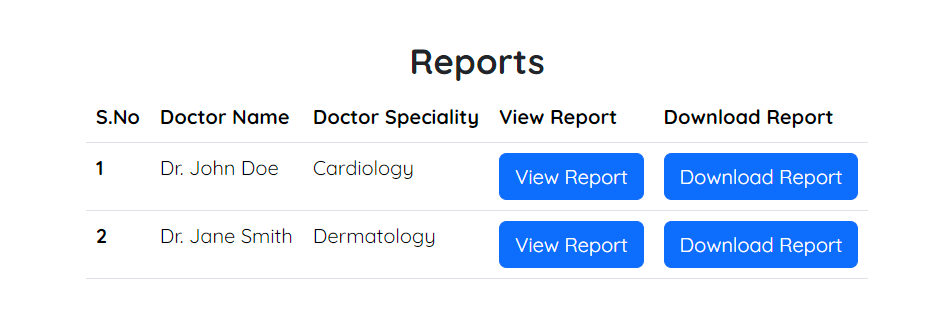 Reports
S.No Doctor Name Doctor Speciality View Report Download Report
1 Dr. John Doe Cardiology View Report Download Report
2 Dr. Jane Smith Dermatology View Report Download Report